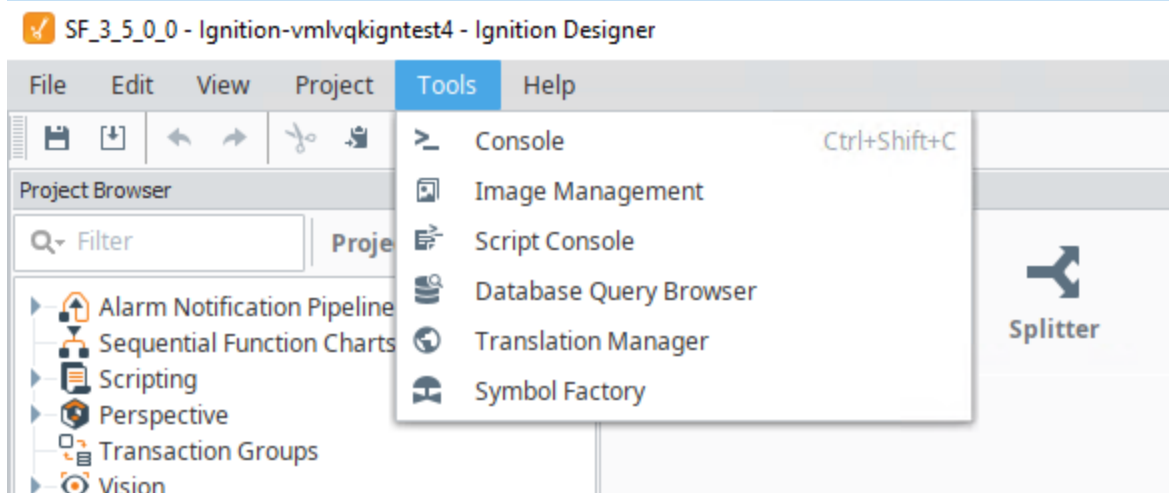 SF_3_5_0_0 - Ignition-vmlvqkigntest4 - Ignition Designer
File Edit View Project Tools Help
Console Ctrl+Shift+C
Image Management
Script Console
Database Query Browser
Translation Manager
Symbol Factory
Project Browser
Filter
Proje
Alarm Notification Pipeline
Sequential Function Charts
Scripting
Perspective
Transaction Groups
Vision
Splitter